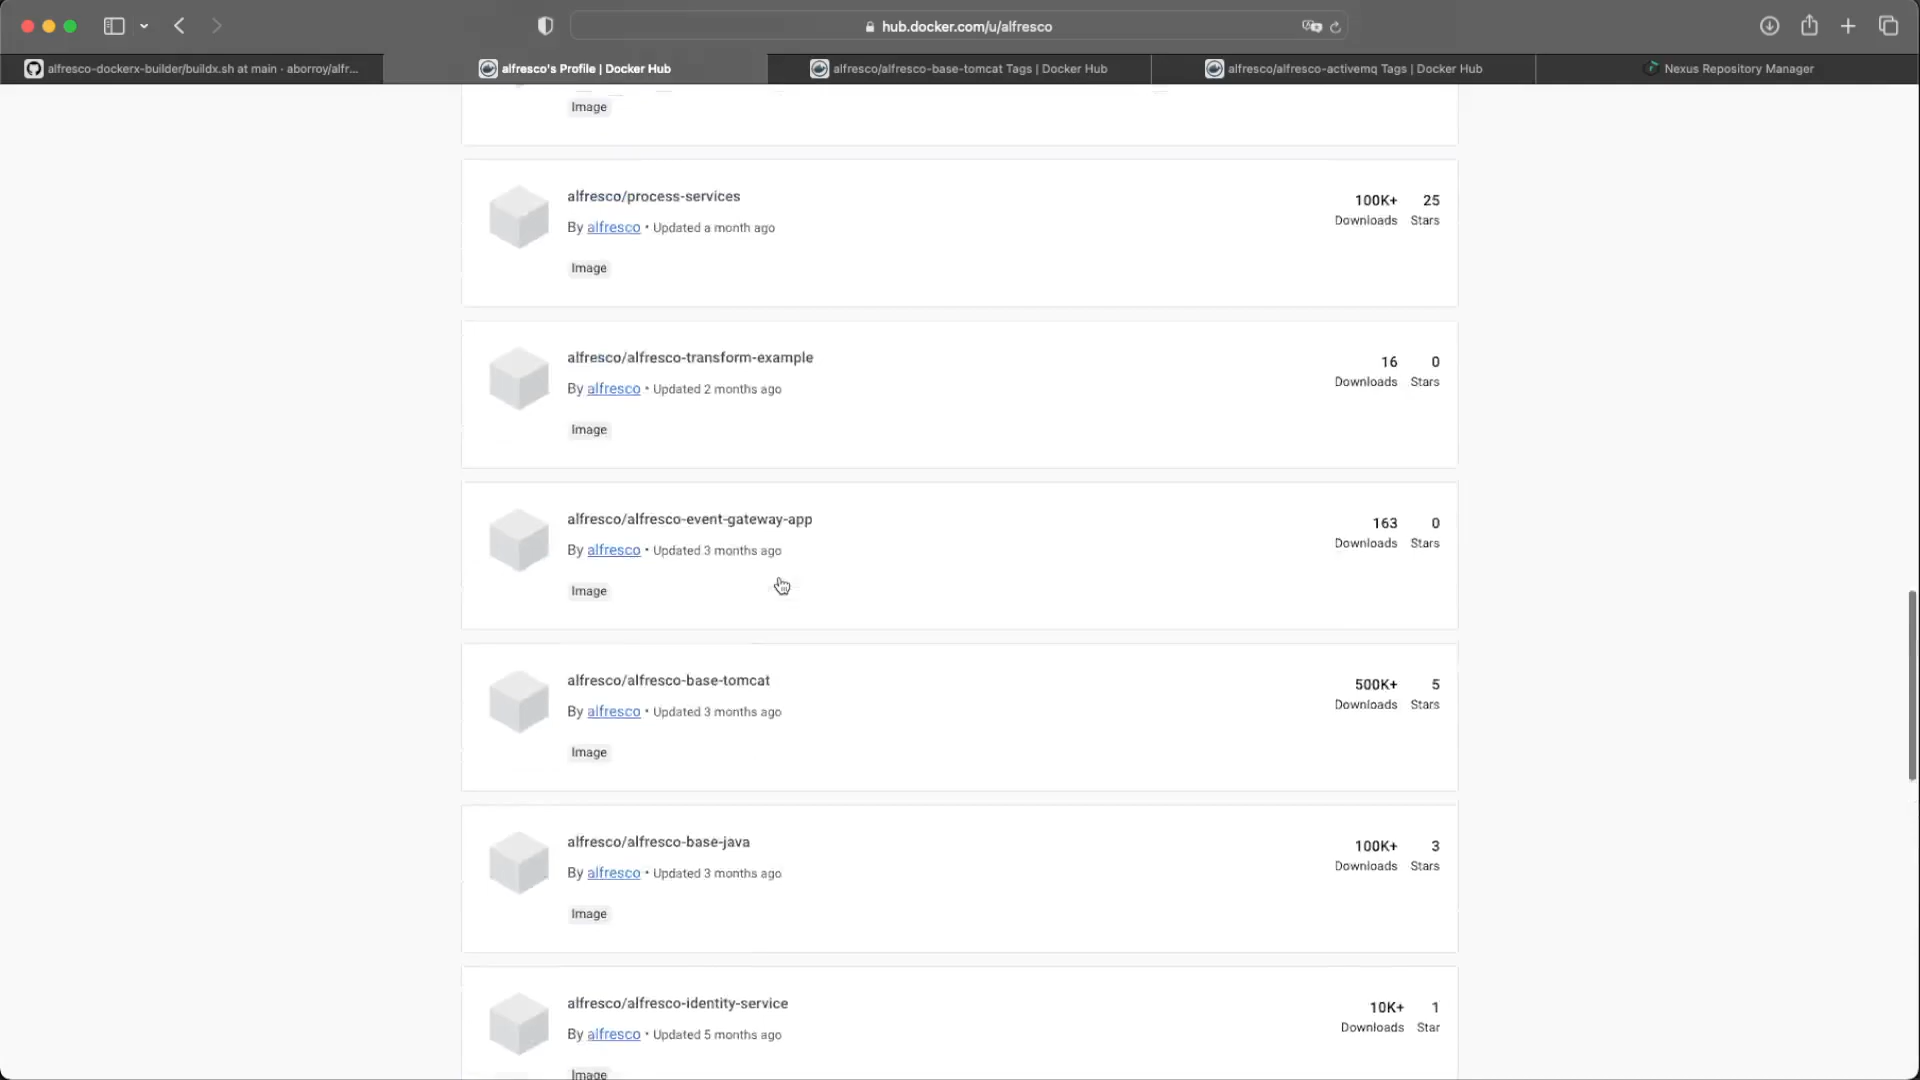 hub.docker.com/u/alfresco
alfresco-dockerx-builder/buildx.sh at main · aborroy/alfr...
alfresco's Profile | Docker Hub
alfresco/alfresco-base-tomcat Tags | Docker Hub
alfresco/alfresco-activemq Tags | Docker Hub
Nexus Repository Manager
Image
alfresco/process-services
100K+ 25
By alfresco • Updated a month ago
Downloads Stars
Image
alfresco/alfresco-transform-example
16 0
By alfresco • Updated 2 months ago
Downloads Stars
Image
alfresco/alfresco-event-gateway-app
163 0
By alfresco • Updated 3 months ago
Downloads Stars
Image
alfresco/alfresco-base-tomcat
500K+ 5
By alfresco • Updated 3 months ago
Downloads Stars
Image
alfresco/alfresco-base-java
100K+ 3
By alfresco • Updated 3 months ago
Downloads Stars
Image
alfresco/alfresco-identity-service
10K+ 1
By alfresco • Updated 5 months ago
Downloads Star
Image